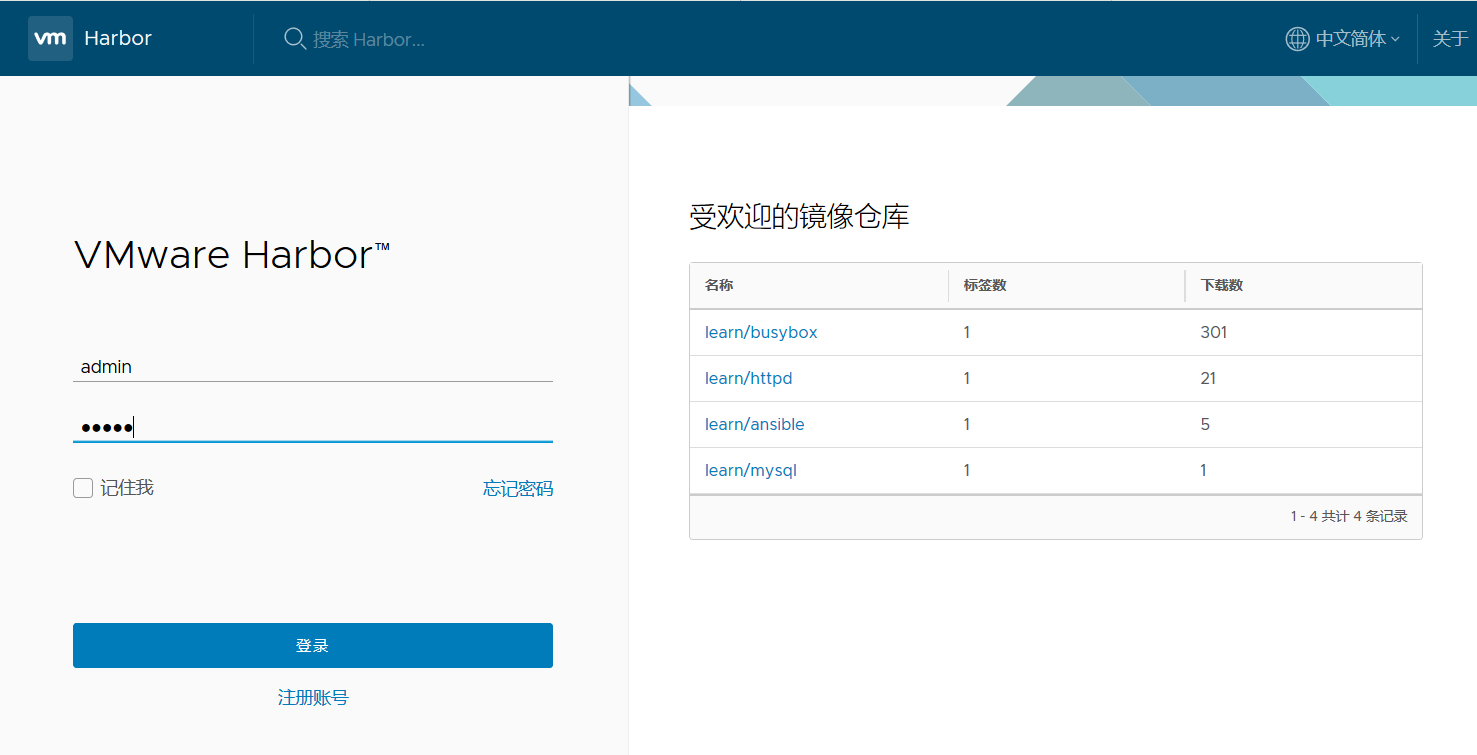 vm Harbor 搜索 Harbor... 中文简体 关于
VMware Harbor™
admin
•••••
记住我 忘记密码
登录
注册账号
受欢迎的镜像仓库
名称 标签数 下载数
learn/busybox 1 301
learn/httpd 1 21
learn/ansible 1 5
learn/mysql 1 1
1 - 4 共计 4 条记录